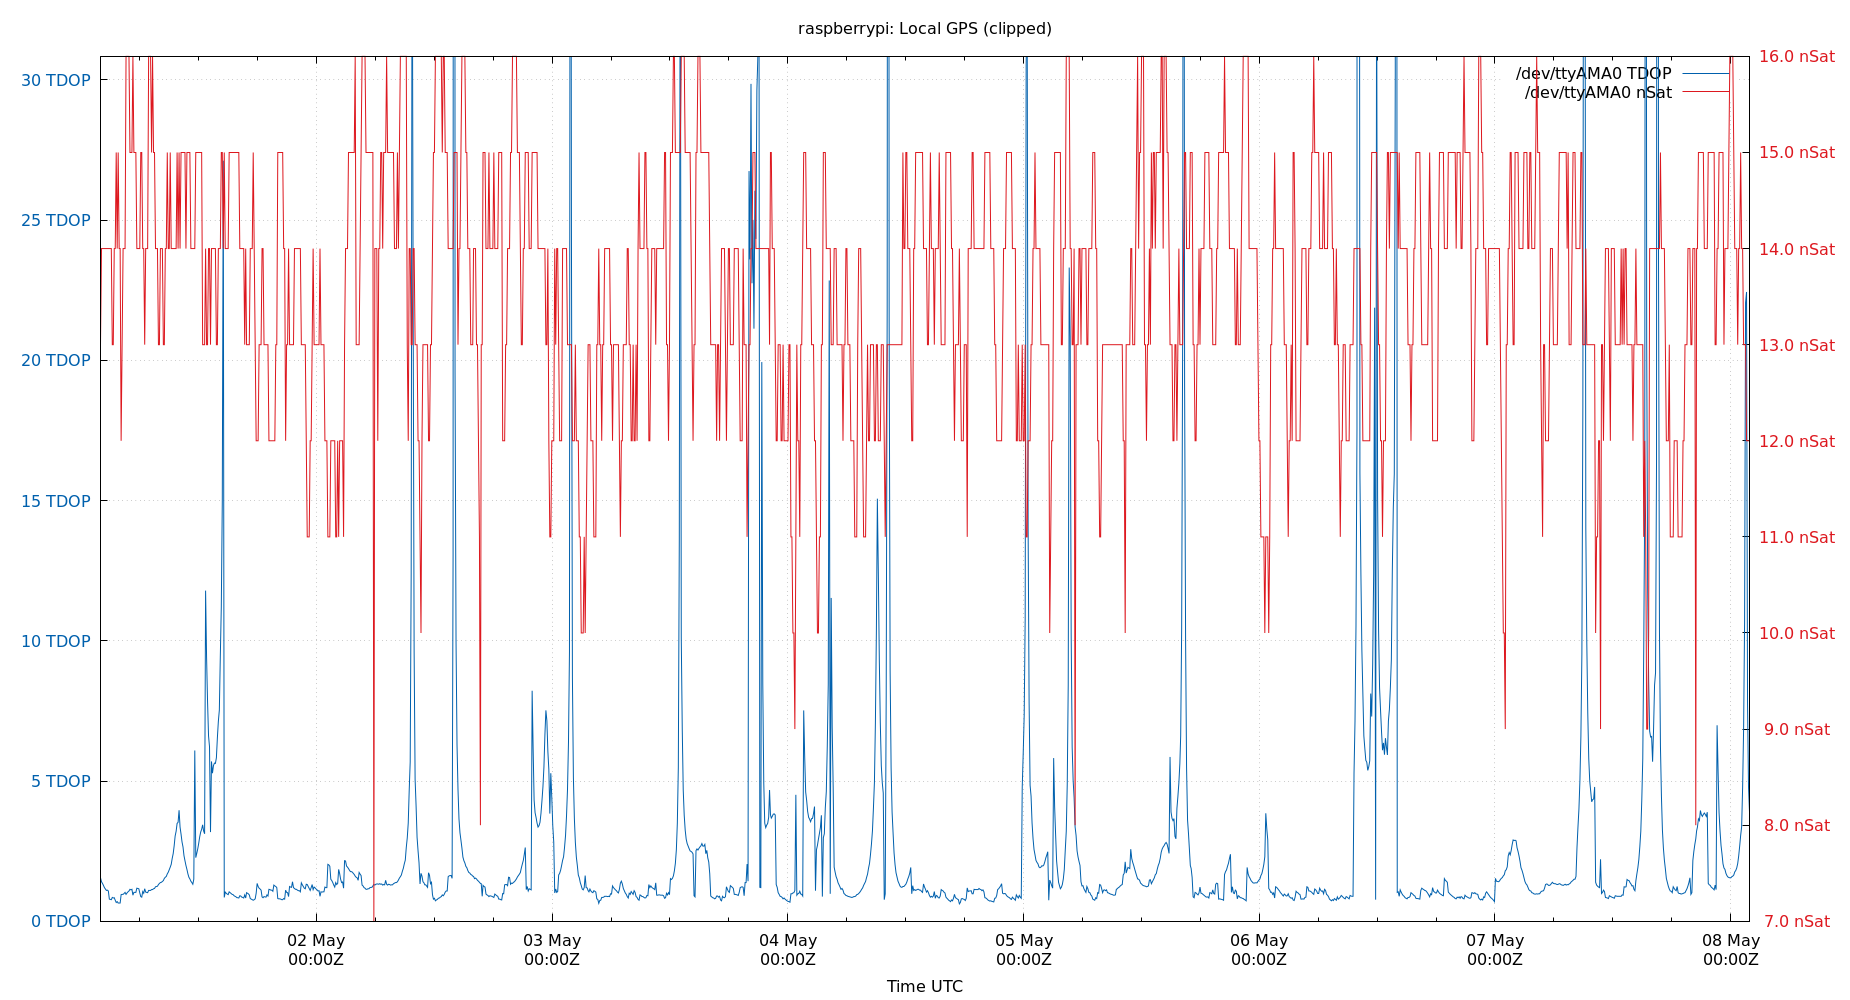 raspberrypi: Local GPS (clipped)
/dev/ttyAMA0 TDOP
/dev/ttyAMA0 nSat
30 TDOP
25 TDOP
20 TDOP
15 TDOP
10 TDOP
5 TDOP
0 TDOP
16.0 nSat
15.0 nSat
14.0 nSat
13.0 nSat
12.0 nSat
11.0 nSat
10.0 nSat
9.0 nSat
8.0 nSat
7.0 nSat
02 May
00:00Z
03 May
00:00Z
04 May
00:00Z
05 May
00:00Z
06 May
00:00Z
07 May
00:00Z
08 May
00:00Z
Time UTC